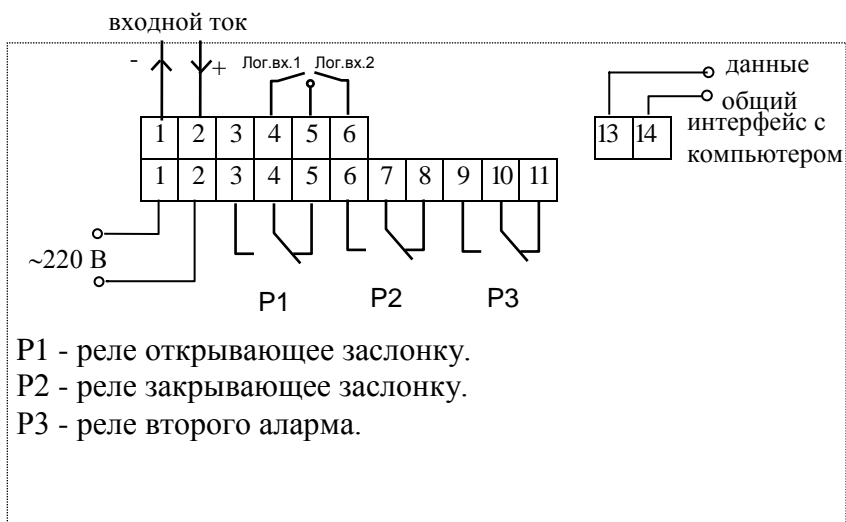 входной ток
- + Лог.вх.1 Лог.вх.2
данные
общий
1 2 3 4 5 6
13 14
интерфейс с
компьютером
1 2 3 4 5 6 7 8 9 10 11
~220 В
P1 P2 P3
P1 - реле открывающее заслонку.
P2 - реле закрывающее заслонку.
P3 - реле второго аларма.